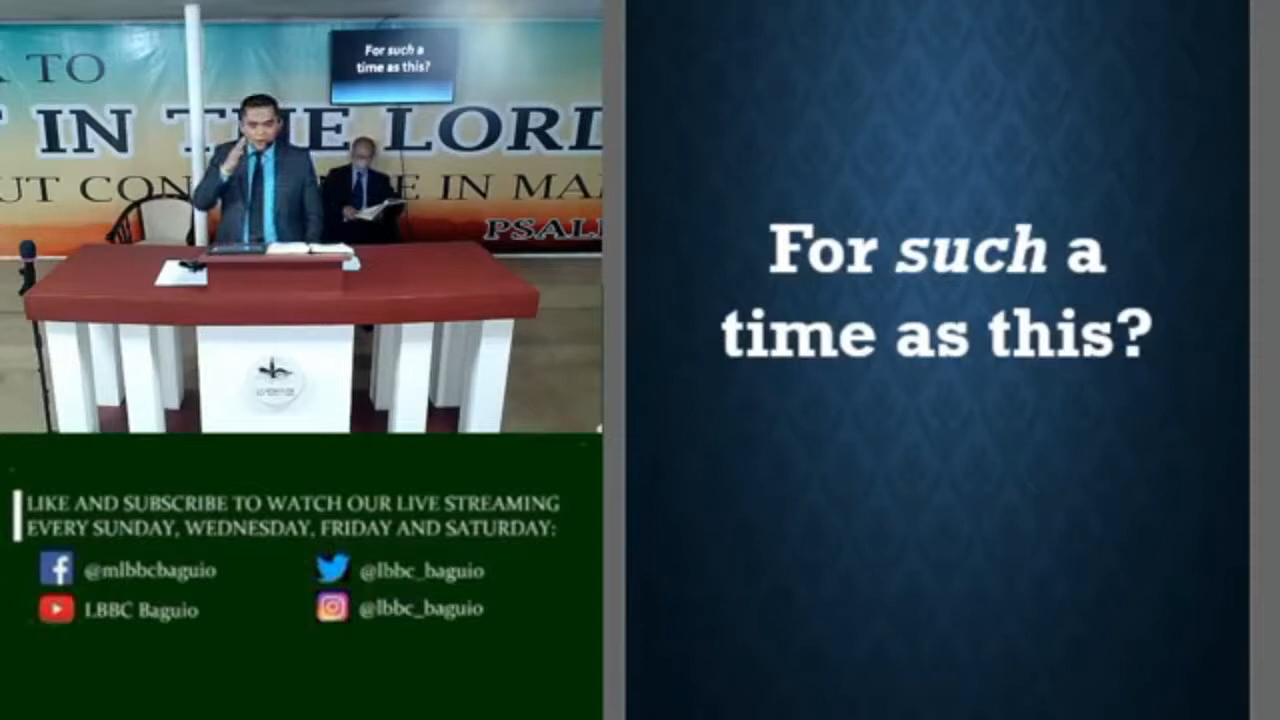 For such a
time as this?
TO
IN THE LORD
IN
PSAL
LIKE AND SUBSCRIBE TO WATCH OUR LIVE STREAMING
EVERY SUNDAY, WEDNESDAY, FRIDAY AND SATURDAY:
@mlbbcbaguio
@lbbc_baguio
LBBC Baguio
@lbbc_baguio
For such a
time as this?